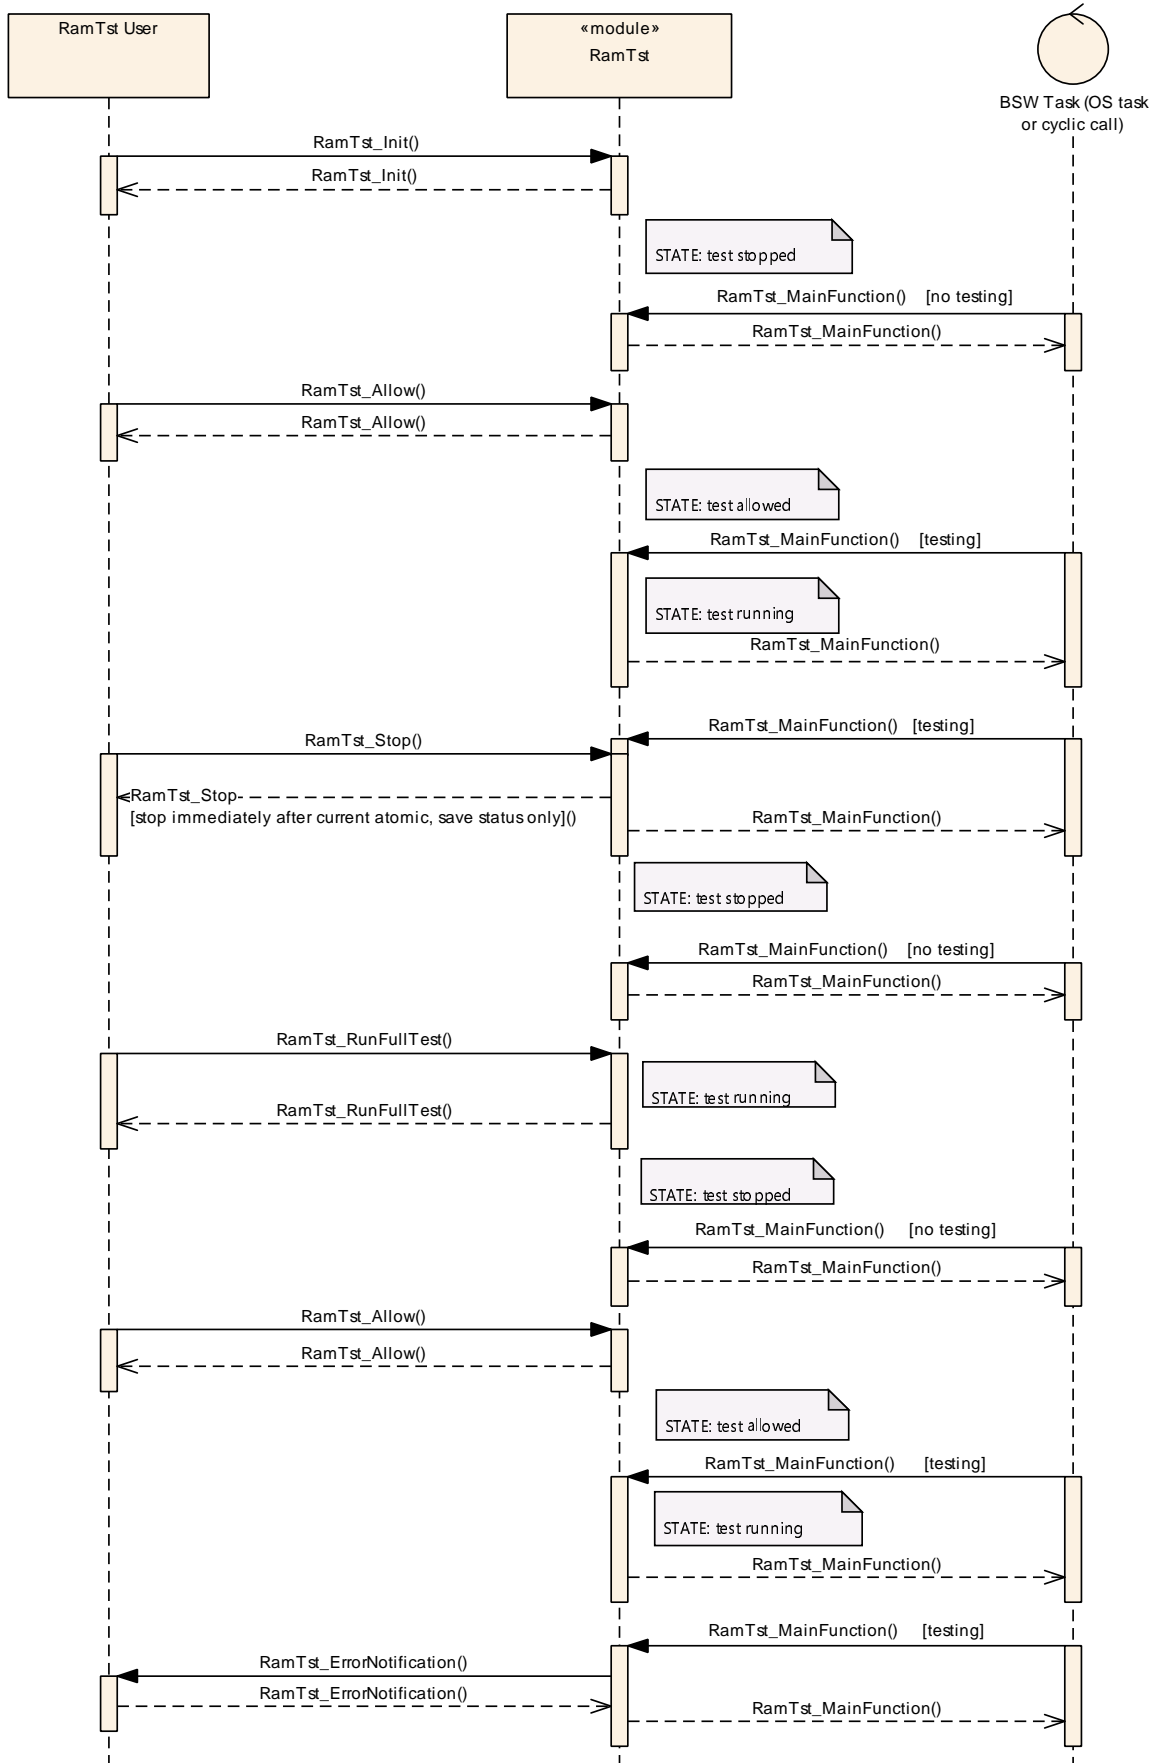 RamTst User
«module»
RamTst
BSW Task (OS task
or cyclic call)
RamTst_Init()
RamTst_Init()
STATE: test stopped
RamTst_MainFunction() [no testing]
RamTst_MainFunction()
RamTst_Allow()
RamTst_Allow()
STATE: test allowed
RamTst_MainFunction() [testing]
STATE: test running
RamTst_MainFunction()
RamTst_MainFunction() [testing]
RamTst_Stop()
RamTst_Stop
[stop immediately after current atomic, save status only]()
RamTst_MainFunction()
STATE: test stopped
RamTst_MainFunction() [no testing]
RamTst_MainFunction()
RamTst_RunFullTest()
STATE: test running
RamTst_RunFullTest()
STATE: test stopped
RamTst_MainFunction() [no testing]
RamTst_MainFunction()
RamTst_Allow()
RamTst_Allow()
STATE: test allowed
RamTst_MainFunction() [testing]
STATE: test running
RamTst_MainFunction()
RamTst_MainFunction() [testing]
RamTst_ErrorNotification()
RamTst_ErrorNotification()
RamTst_MainFunction()